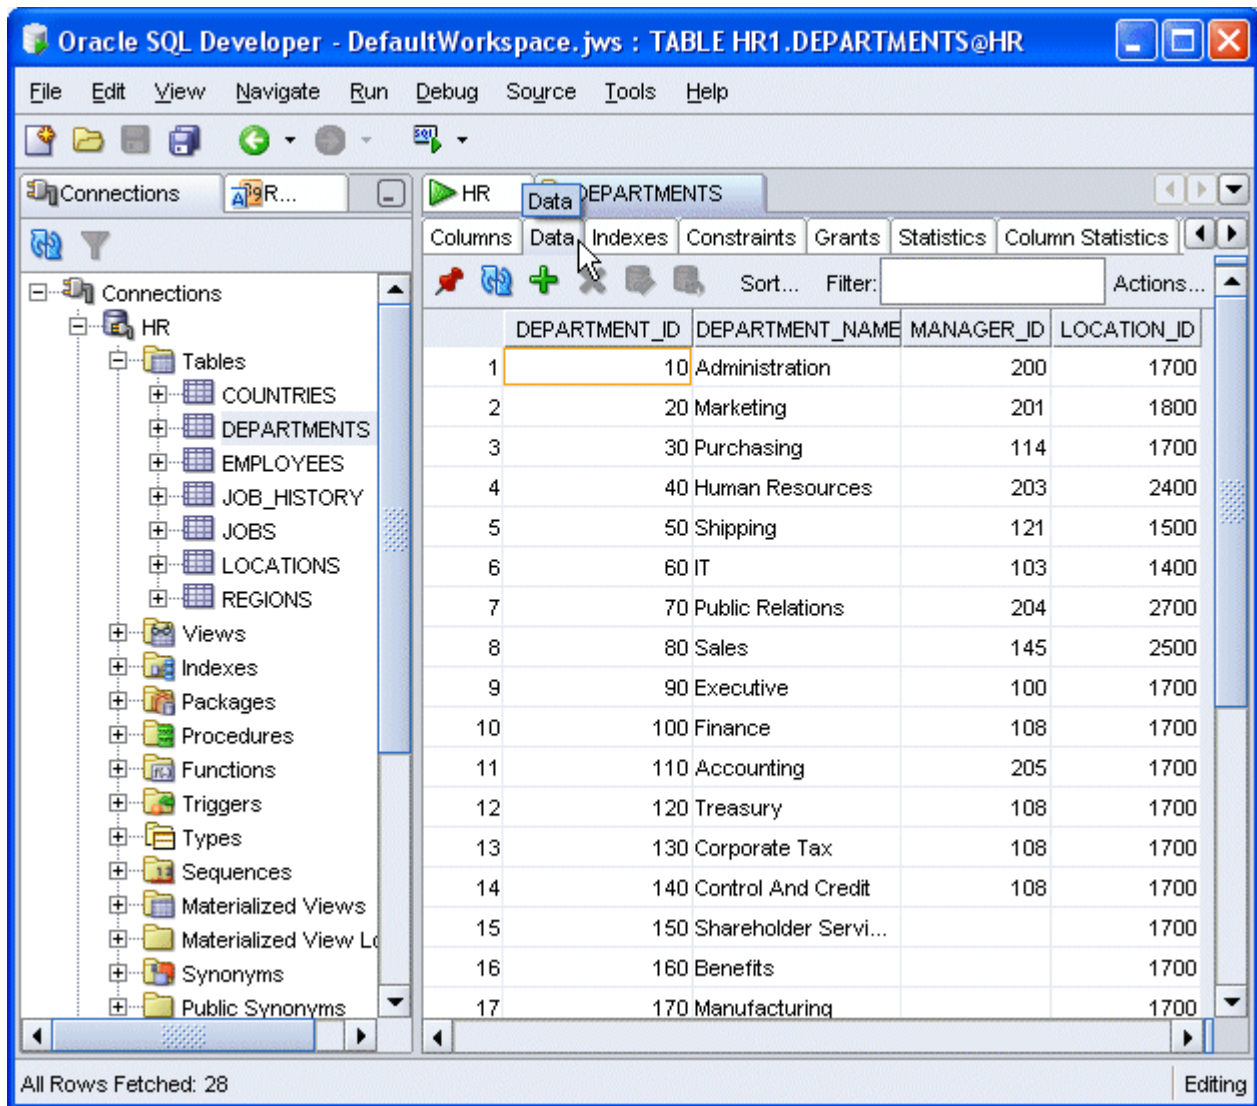 Oracle SQL Developer - DefaultWorkspace.jws : TABLE HR1.DEPARTMENTS@HR
File Edit View Navigate Run Debug Source Tools Help
SQL
Connections R...
HR DEPARTMENTS
Data
Columns Data Indexes Constraints Grants Statistics Column Statistics
Sort... Filter: Actions...
Connections
HR
Tables
COUNTRIES
DEPARTMENTS
EMPLOYEES
JOB_HISTORY
JOBS
LOCATIONS
REGIONS
Views
Indexes
Packages
Procedures
Functions
Triggers
Types
Sequences
Materialized Views
Materialized View Lo
Synonyms
Public Synonyms
DEPARTMENT_ID DEPARTMENT_NAME MANAGER_ID LOCATION_ID
1 10 Administration 200 1700
2 20 Marketing 201 1800
3 30 Purchasing 114 1700
4 40 Human Resources 203 2400
5 50 Shipping 121 1500
6 60 IT 103 1400
7 70 Public Relations 204 2700
8 80 Sales 145 2500
9 90 Executive 100 1700
10 100 Finance 108 1700
11 110 Accounting 205 1700
12 120 Treasury 108 1700
13 130 Corporate Tax 108 1700
14 140 Control And Credit 108 1700
15 150 Shareholder Servi... 1700
16 160 Benefits 1700
17 170 Manufacturing 1700
All Rows Fetched: 28 Editing